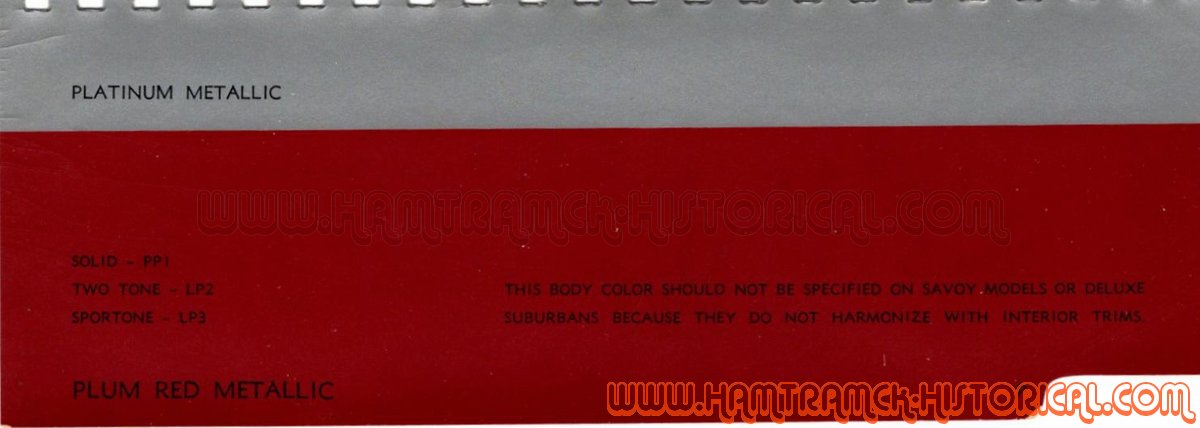 PLATINUM METALLIC
www.Hamtramck-Historical.com
SOLID - PP1
TWO TONE - LP2
SPORTONE - LP3
THIS BODY COLOR SHOULD NOT BE SPECIFIED ON SAVOY MODELS OR DELUXE
SUBURBANS BECAUSE THEY DO NOT HARMONIZE WITH INTERIOR TRIMS.
PLUM RED METALLIC
www.Hamtramck-Historical.com